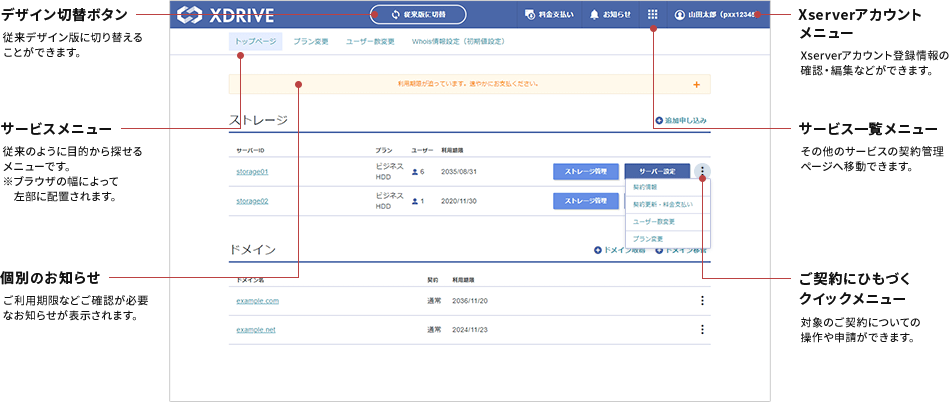 デザイン切替ボタン
従来デザイン版に切り替える
ことができます。
サービスメニュー
従来のように目的から探せる
メニューです。
※ブラウザの幅によって
左部に配置されます。
個別のお知らせ
ご利用期限などご確認が必要
なお知らせが表示されます。
XDRIVE
従来版に切替
料金支払い
お知らせ
山田太郎（pxx12345
トップページ
プラン変更
ユーザー数変更
Whois情報設定（初期値設定）
利用期限が迫っています。速やかにお支払ください。
ストレージ
追加申し込み
サーバーID
プラン
ユーザー
利用期限
storage01
ビジネス
HDD
6
2035/08/31
ストレージ管理
サーバー設定
storage02
ビジネス
HDD
1
2020/11/30
ストレージ管理
契約情報
契約更新・料金支払い
ユーザー数変更
プラン変更
ドメイン
ドメイン取得
ドメイン移管
ドメイン名
契約
利用期限
example.com
通常
2036/11/20
example.net
通常
2024/11/23
Xserverアカウント
メニュー
Xserverアカウント登録情報の
確認・編集などができます。
サービス一覧メニュー
その他のサービスの契約管理
ページへ移動できます。
ご契約にひもづく
クイックメニュー
対象のご契約についての
操作や申請ができます。